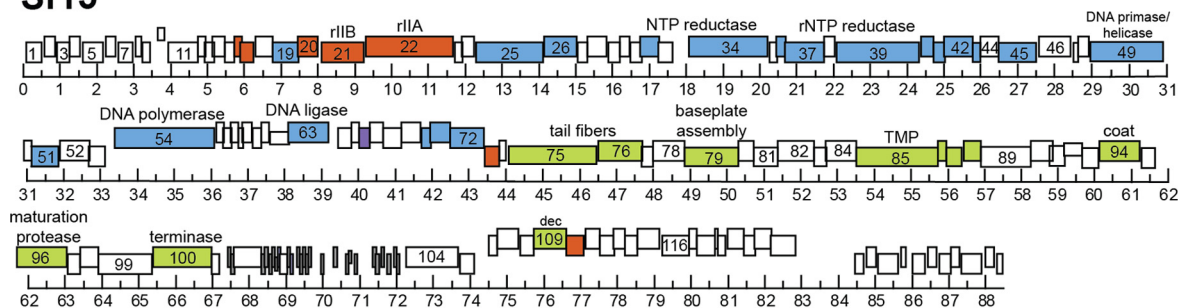 NTP reductase rNTP reductase DNA primase/
rIIB rIIA helicase
1 3 2 5 7 11 19 20 21 22 25 26 34 37 39 42 44 45 46 49
0 1 2 3 4 5 6 7 8 9 10 11 12 13 14 15 16 17 18 19 20 21 22 23 24 25 26 27 28 29 30 31
DNA polymerase DNA ligase baseplate
tail fibers assembly TMP coat
51 52 54 63 72 75 76 78 79 81 82 84 85 89 94
31 32 33 34 35 36 37 38 39 40 41 42 43 44 45 46 47 48 49 50 51 52 53 54 55 56 57 58 59 60 61 62
maturation
protease terminase dec
96 99 100 104 109 116
62 63 64 65 66 67 68 69 70 71 72 73 74 75 76 77 78 79 80 81 82 83 84 85 86 87 88